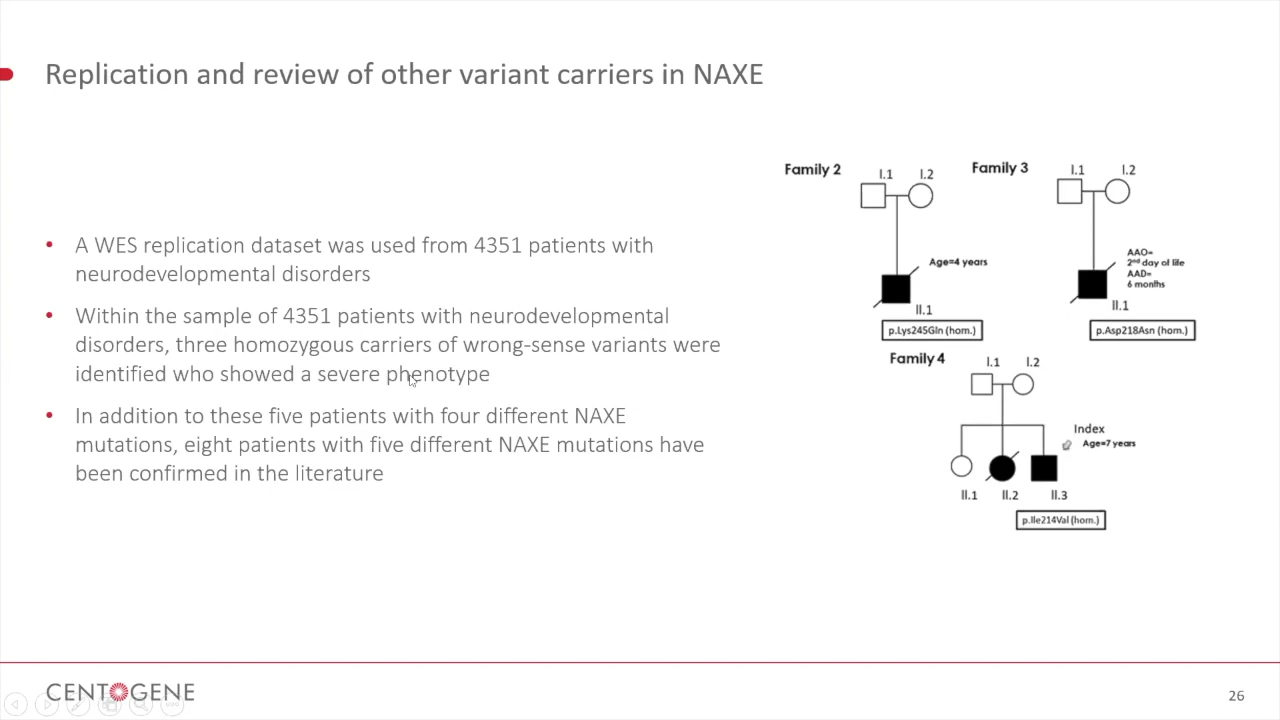 Replication and review of other variant carriers in NAXE
• A WES replication dataset was used from 4351 patients with
neurodevelopmental disorders
• Within the sample of 4351 patients with neurodevelopmental
disorders, three homozygous carriers of wrong-sense variants were
identified who showed a severe phenotype
• In addition to these five patients with four different NAXE
mutations, eight patients with five different NAXE mutations have
been confirmed in the literature
Family 2
I.1
I.2
Age=4 years
II.1
p.Lys245Gln (hom.)
Family 3
I.1
I.2
AAO=
2nd day of life
AAD=
6 months
II.1
p.Asp218Asn (hom.)
Family 4
I.1
I.2
Index
Age=7 years
II.1
II.2
II.3
p.Ile214Val (hom.)
CENTOGENE
26